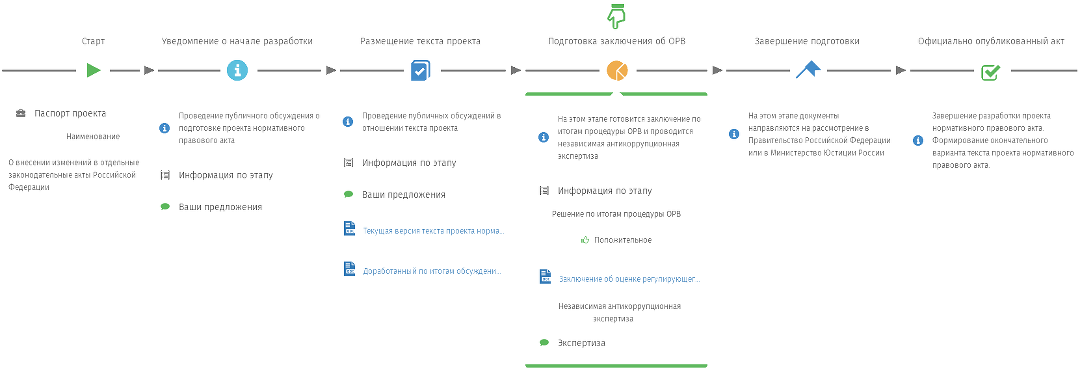 Старт
Уведомление о начале разработки
Размещение текста проекта
Подготовка заключения об ОРВ
Завершение подготовки
Официально опубликованный акт
Паспорт проекта
Наименование
О внесении изменений в отдельные
законодательные акты Российской
Федерации
Проведение публичного обсуждения о
подготовке проекта нормативного
правового акта
Информация по этапу
Ваши предложения
Проведение публичных обсуждений в
отношении текста проекта
Информация по этапу
Ваши предложения
Текущая версия текста проекта норма...
Доработанный по итогам обсуждени...
На этом этапе готовится заключение по
итогам процедуры ОРВ и проводится
независимая антикоррупционная
экспертиза
Информация по этапу
Решение по итогам процедуры ОРВ
Положительное
Заключение об оценке регулирующег...
Независимая антикоррупционная
экспертиза
Экспертиза
На этом этапе документы
направляются на рассмотрение в
Правительство Российской Федерации
или в Министерство Юстиции России
Завершение разработки проекта
нормативного правового акта.
Формирование окончательного
варианта текста проекта нормативного
правового акта.